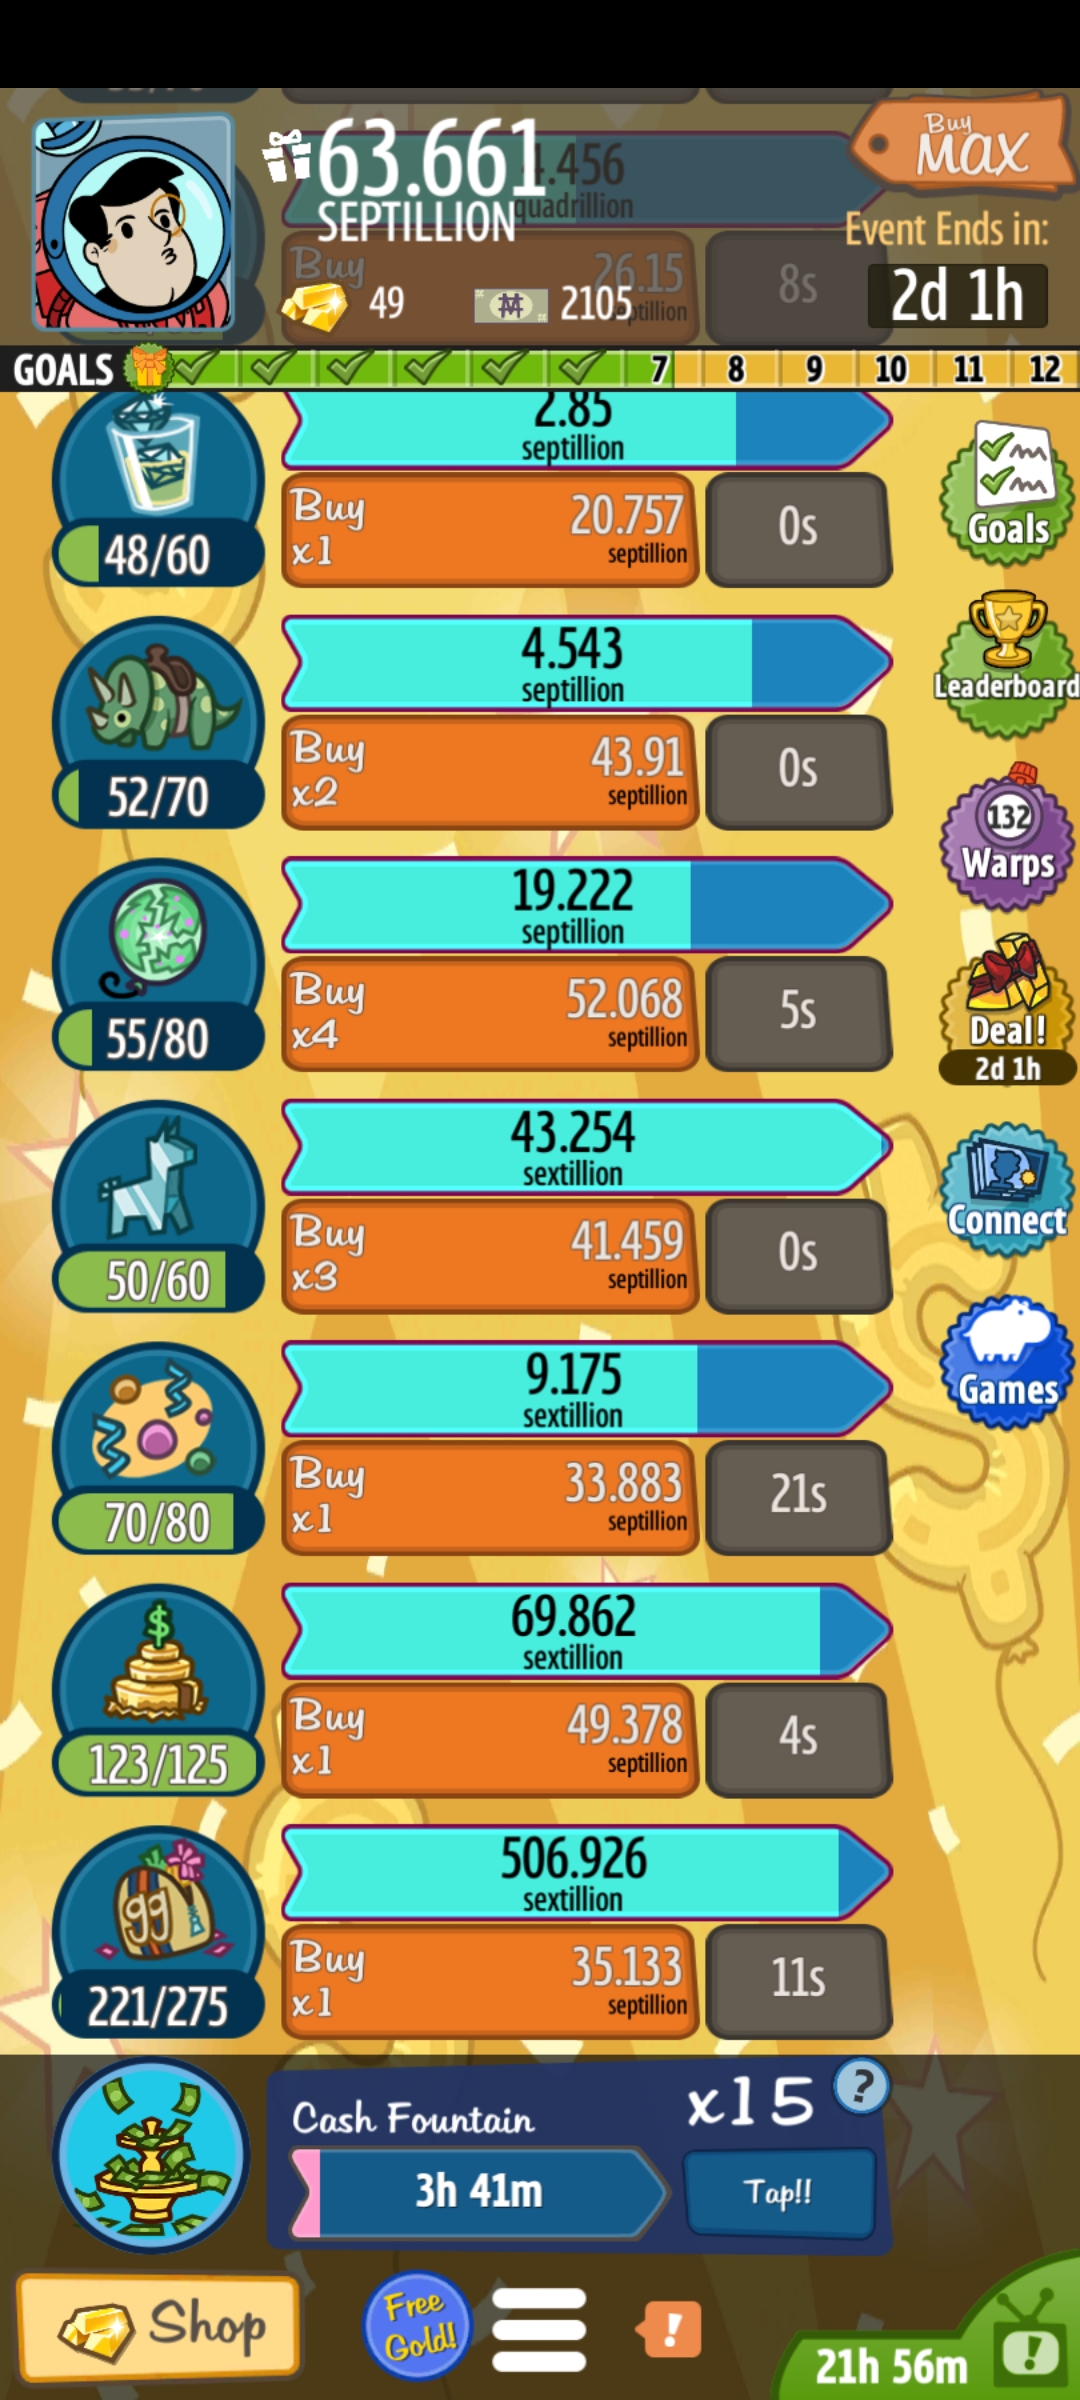 63.661
SEPTILLION
49
2105
Buy
MAX
Event Ends in:
2d 1h
4.456
quadrillion
Buy
26.15
8s
GOALS
7 8 9 10 11 12
2.85
septillion
Buy
x1
20.757
septillion
0s
48/60
Goals
4.543
septillion
Buy
x2
43.91
septillion
0s
52/70
Leaderboard
19.222
septillion
Buy
x4
52.068
septillion
5s
55/80
132
Warps
Deal!
2d 1h
43.254
sextillion
Buy
x3
41.459
septillion
0s
50/60
Connect
9.175
sextillion
Buy
x1
33.883
septillion
21s
70/80
Games
69.862
sextillion
Buy
x1
49.378
septillion
4s
$
123/125
506.926
sextillion
Buy
x1
35.133
septillion
11s
gg
221/275
Cash Fountain
x15
?
3h 41m
Tap!!
Shop
Free
Gold!
!
21h 56m
!